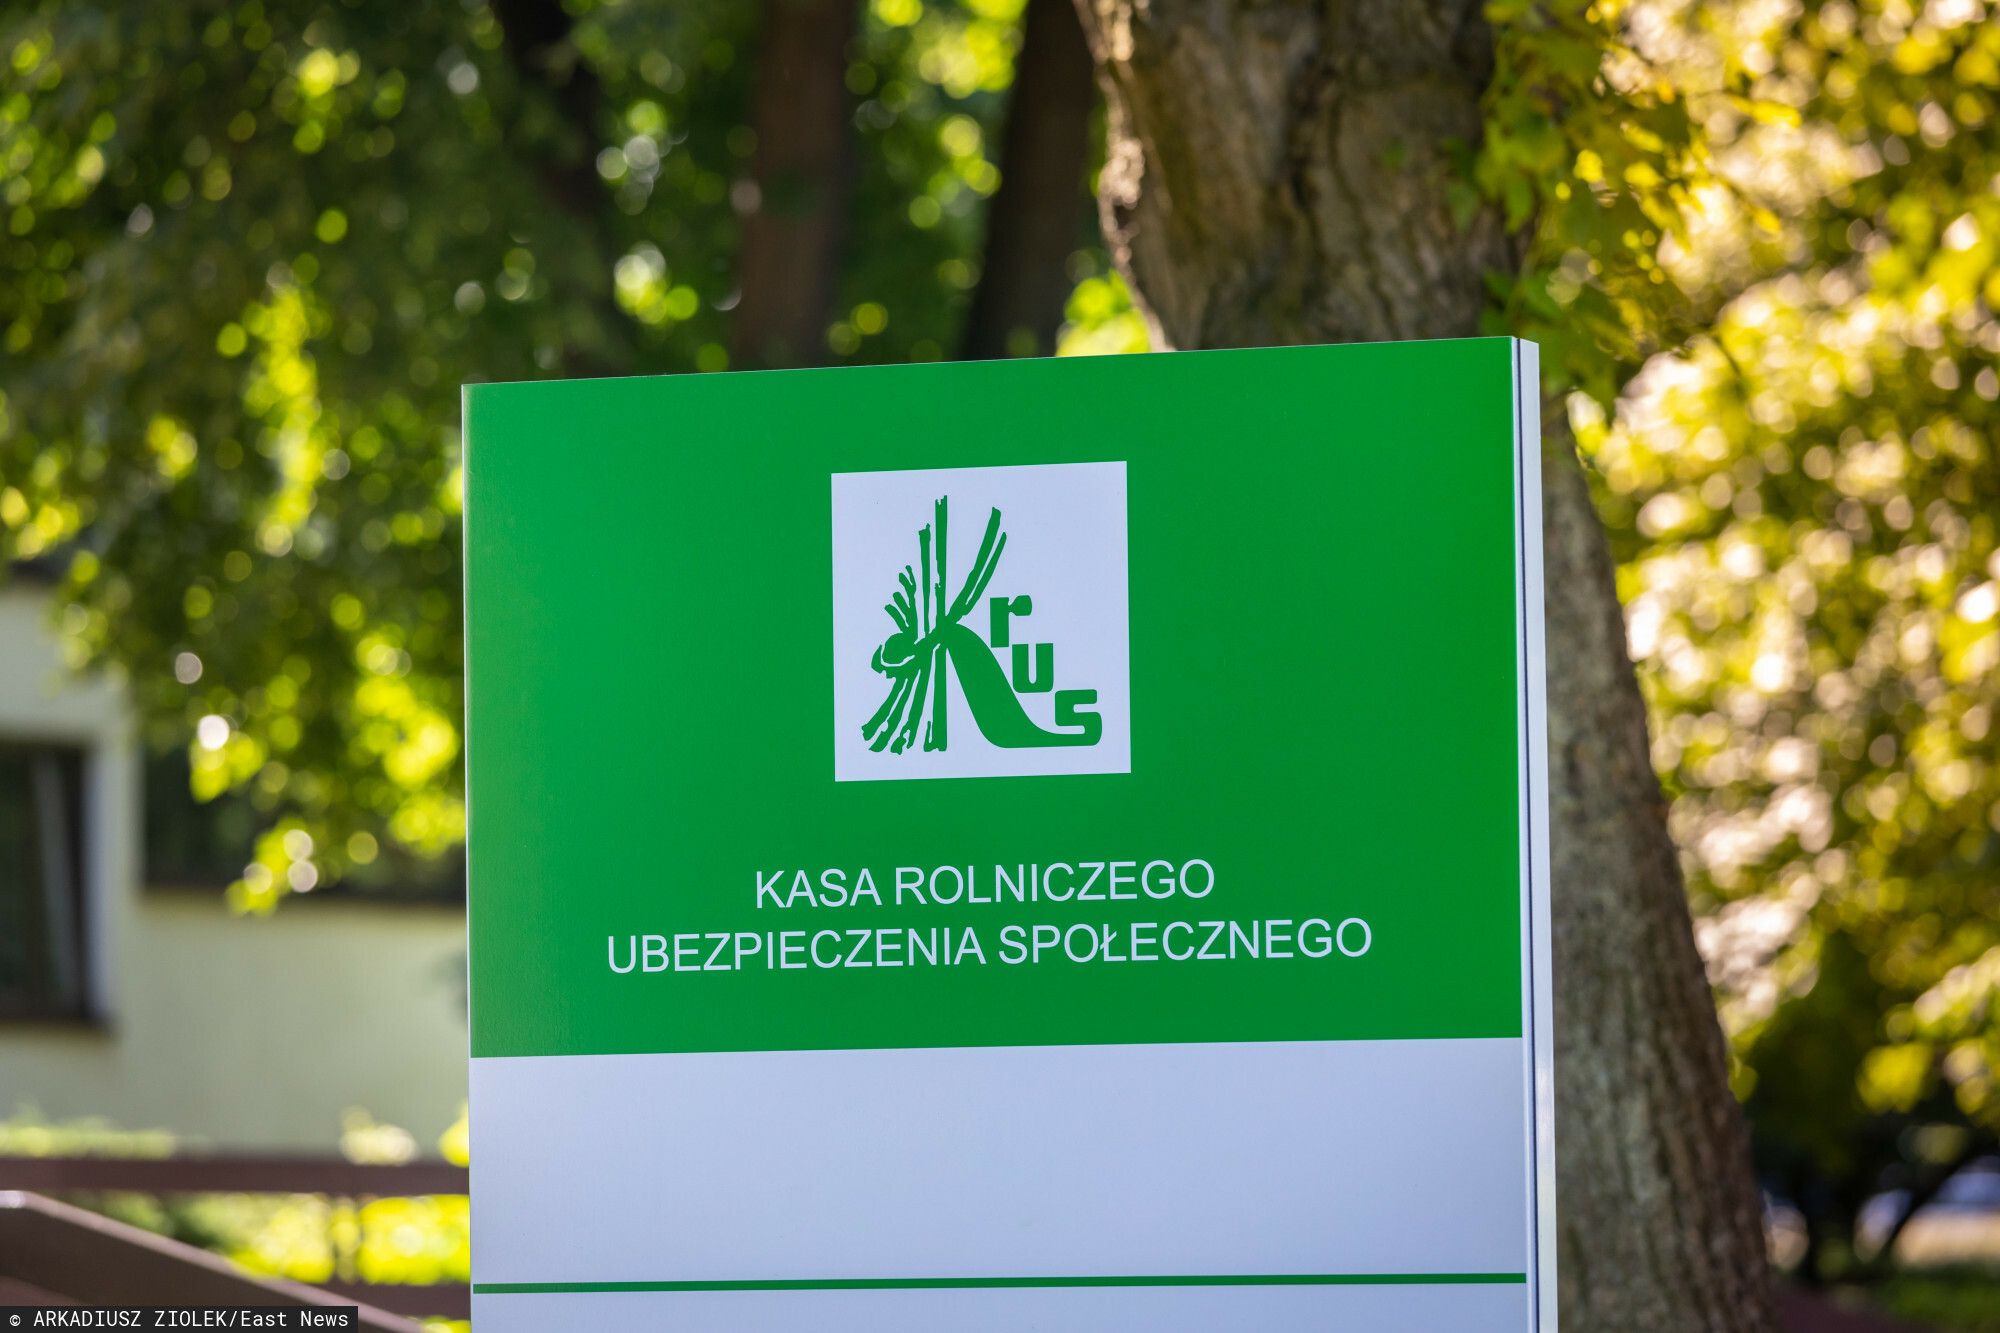 Krus
KASA ROLNICZEGO
UBEZPIECZENIA SPOŁECZNEGO
© ARKADIUSZ ZIOLEK/East News